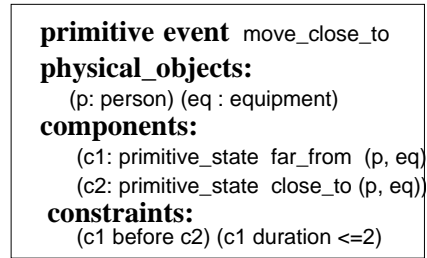 primitive event move_close_to
physical_objects:
(p: person) (eq : equipment)
components:
(c1: primitive_state far_from (p, eq)
(c2: primitive_state close_to (p, eq))
constraints:
(c1 before c2) (c1 duration <=2)